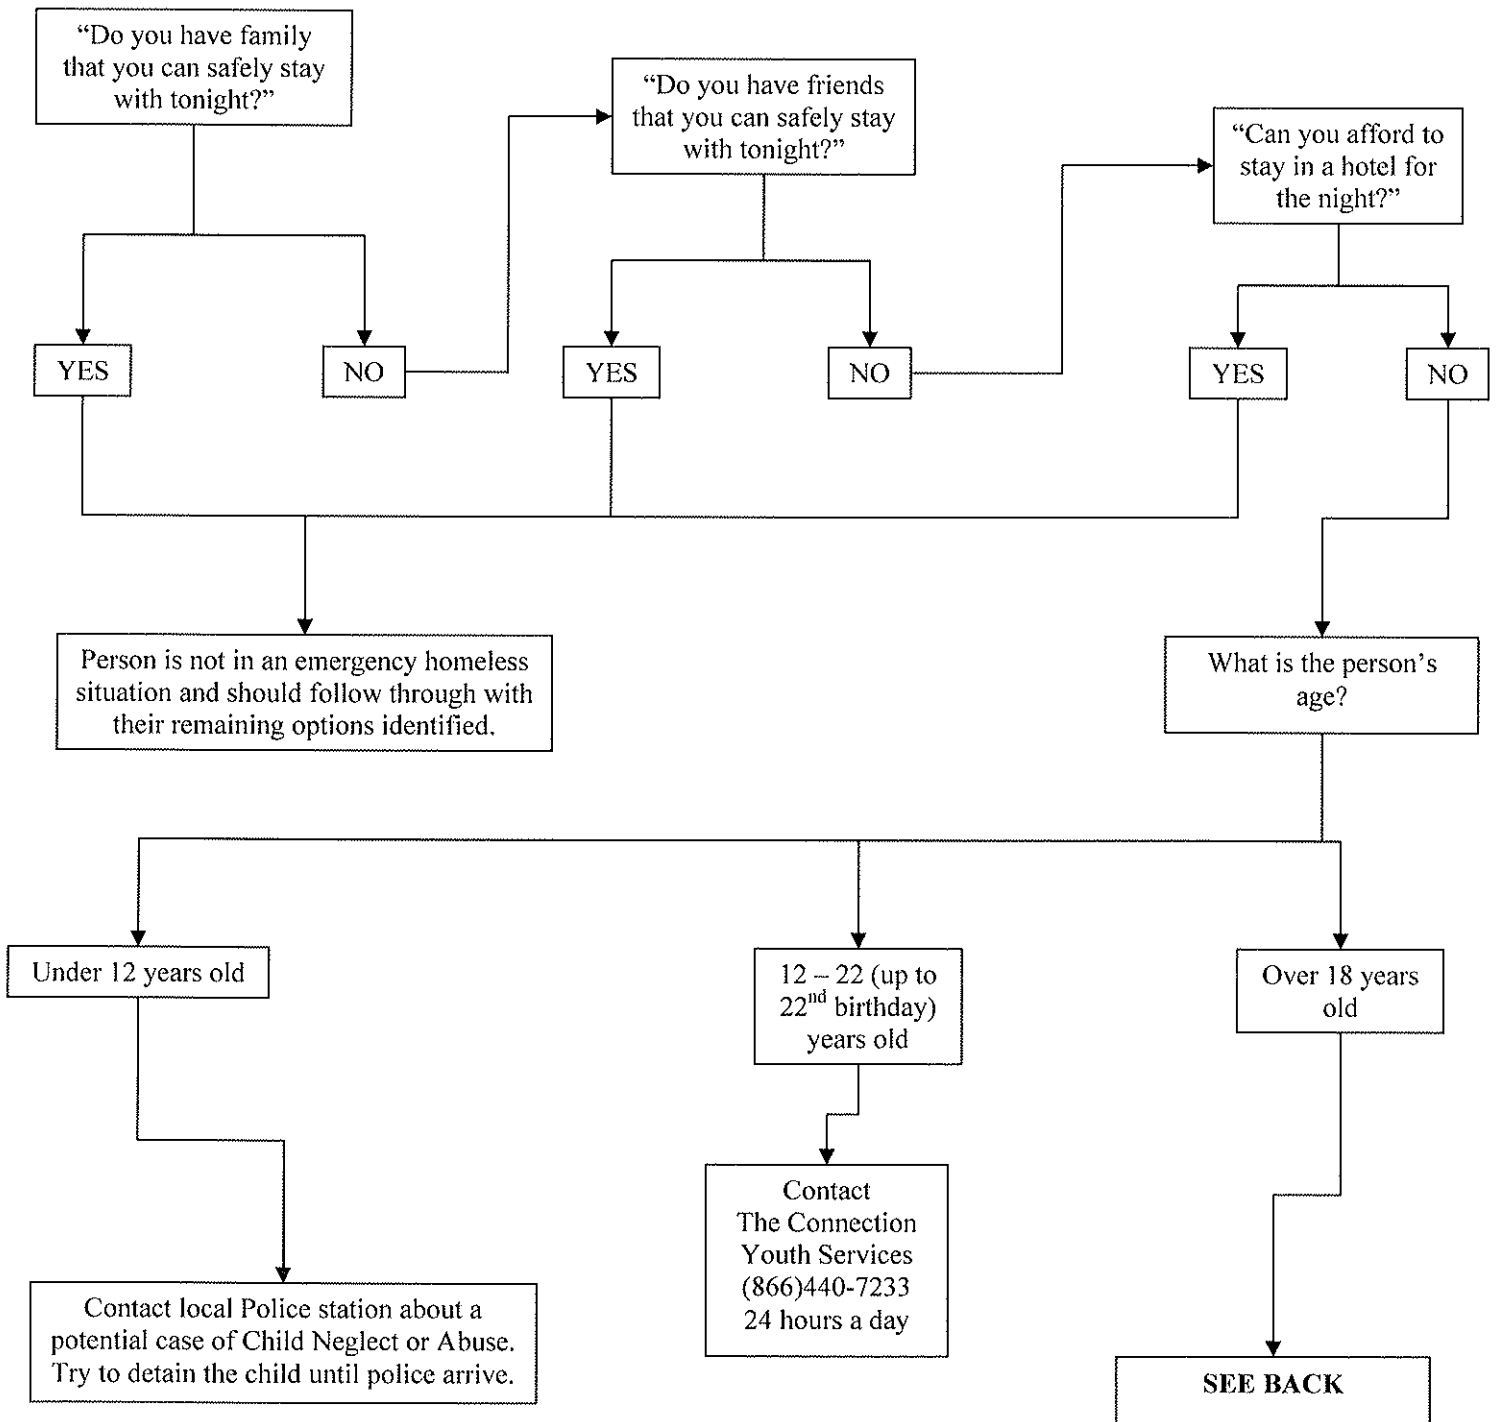 “Do you have family
that you can safely stay
with tonight?”
“Do you have friends
that you can safely stay
with tonight?”
“Can you afford to
stay in a hotel for
the night?”
YES
NO
YES
NO
YES
NO
Person is not in an emergency homeless
situation and should follow through with
their remaining options identified.
What is the person’s
age?
Under 12 years old
12 – 22 (up to
22nd birthday)
years old
Over 18 years
old
Contact
The Connection
Youth Services
(866)440-7233
24 hours a day
Contact local Police station about a
potential case of Child Neglect or Abuse.
Try to detain the child until police arrive.
SEE BACK